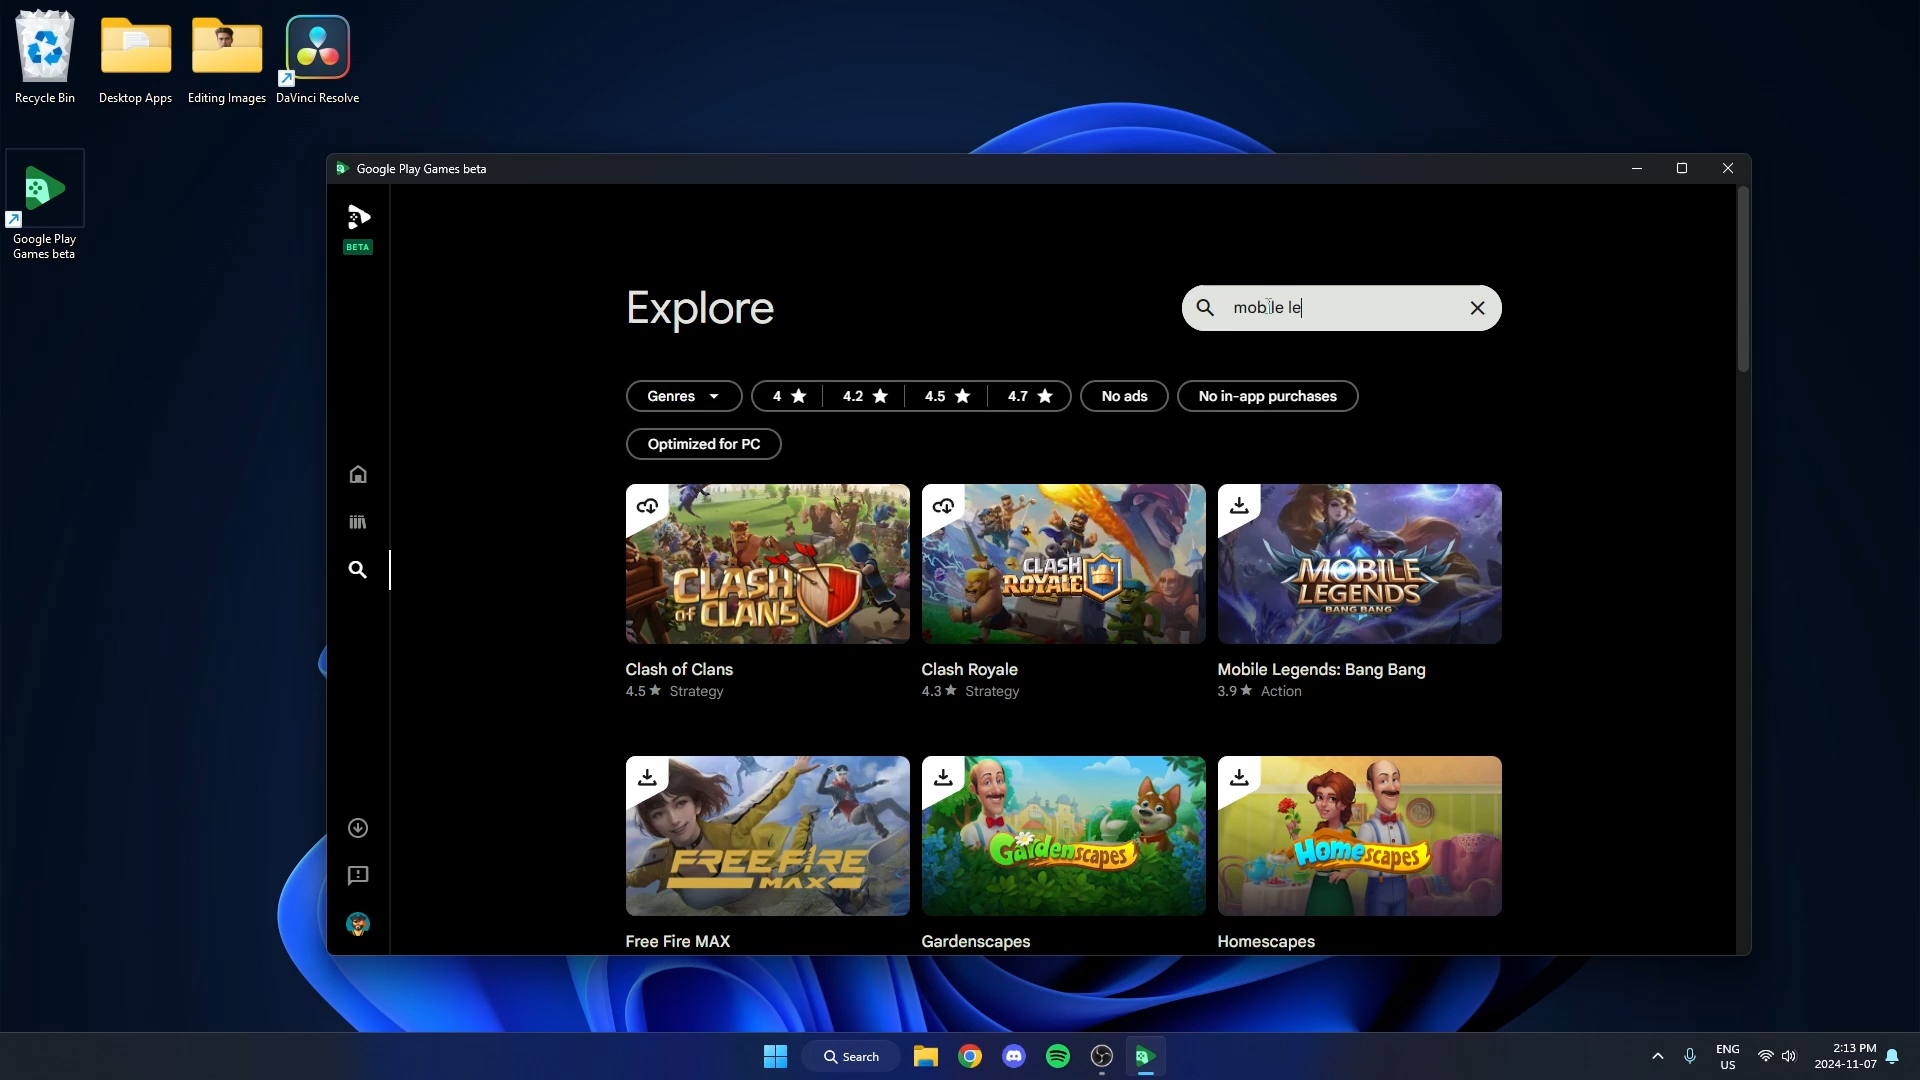 Recycle Bin
Desktop Apps
Editing Images
DaVinci Resolve
Google Play
Games beta
Google Play Games beta
BETA
Explore
mobile le
Genres
4 ★
4.2 ★
4.5 ★
4.7 ★
No ads
No in-app purchases
Optimized for PC
CLASH
of CLANS
CLASH
ROYALE
MOBILE
LEGENDS
BANG BANG
Clash of Clans
4.5 ★ Strategy
Clash Royale
4.3 ★ Strategy
Mobile Legends: Bang Bang
3.9 ★ Action
FREE FIRE
MAX
Gardenscapes
Homescapes
Free Fire MAX
Gardenscapes
Homescapes
Search
ENG
US
2:13 PM
2024-11-07